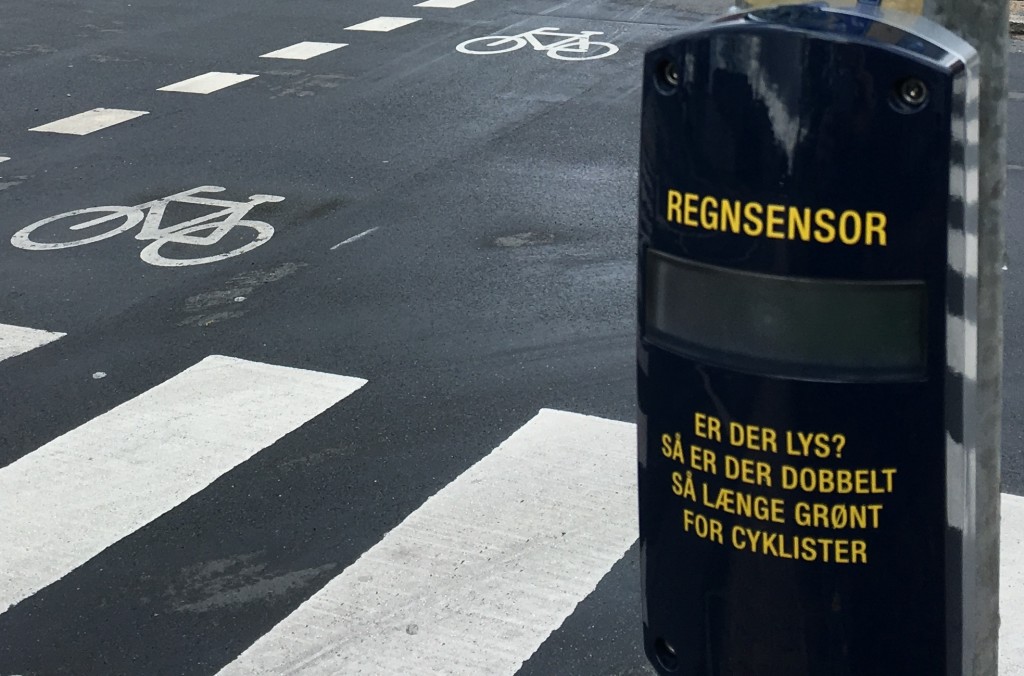 REGNSENSOR
ER DER LYS?
SÅ ER DER DOBBELT
SÅ LÆNGE GRØNT
FOR CYKLISTER